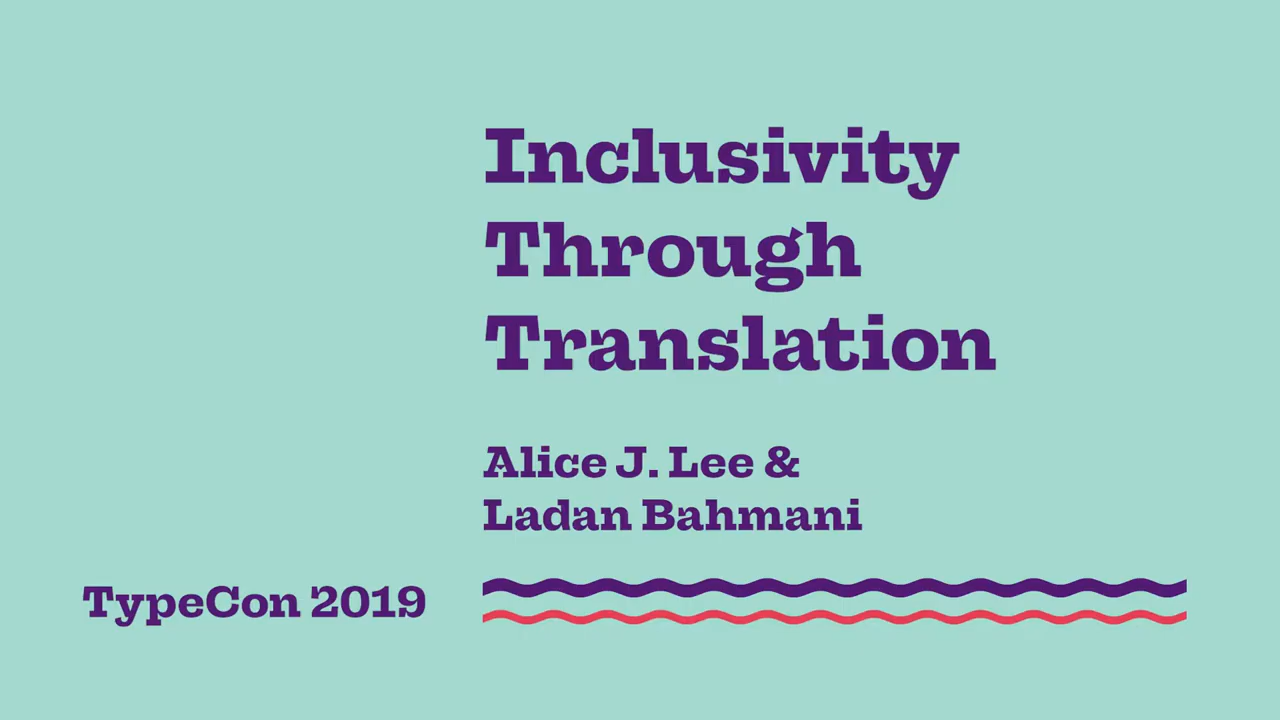 Inclusivity
Through
Translation
Alice J. Lee &
Ladan Bahmani
TypeCon 2019